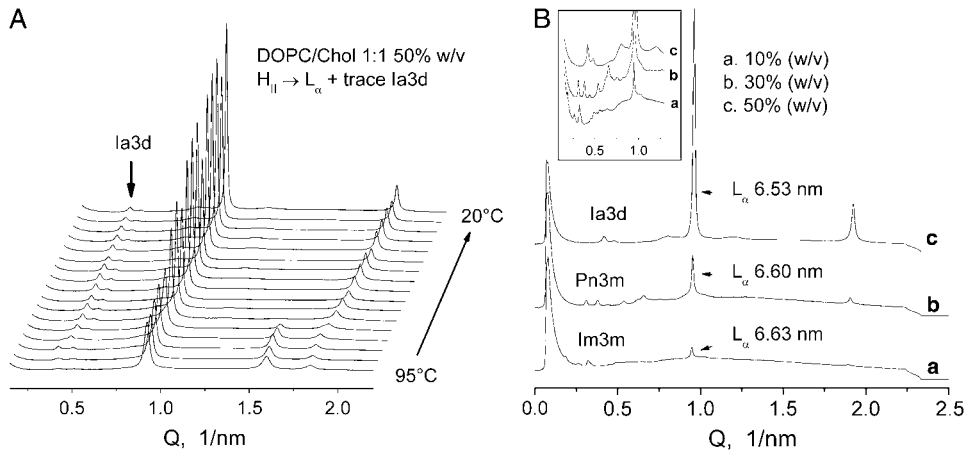 A
DOPC/Chol 1:1 50% w/v
H_II → L_α + trace Ia3d
Ia3d
20°C
95°C
0.5 1.0 1.5 2.0
Q, 1/nm
B
c
b
a
0.5 1.0
a. 10% (w/v)
b. 30% (w/v)
c. 50% (w/v)
L_α 6.53 nm
Ia3d
c
Pn3m
L_α 6.60 nm
b
Im3m
L_α 6.63 nm
a
0.0 0.5 1.0 1.5 2.0 2.5
Q, 1/nm